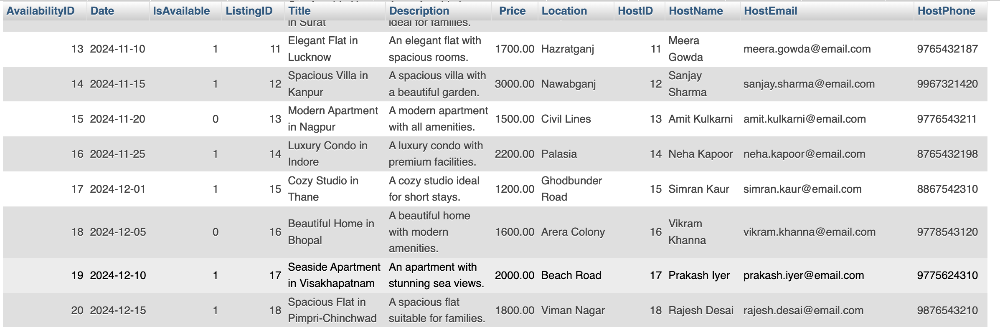 AvailabilityID Date IsAvailable ListingID Title Description Price Location HostID HostName HostEmail HostPhone
in Surat ideal for families.
13 2024-11-10 1 11 Elegant Flat in Lucknow An elegant flat with spacious rooms. 1700.00 Hazratganj 11 Meera Gowda meera.gowda@email.com 9765432187
14 2024-11-15 1 12 Spacious Villa in Kanpur A spacious villa with a beautiful garden. 3000.00 Nawabganj 12 Sanjay Sharma sanjay.sharma@email.com 9967321420
15 2024-11-20 0 13 Modern Apartment in Nagpur A modern apartment with all amenities. 1500.00 Civil Lines 13 Amit Kulkarni amit.kulkarni@email.com 9776543211
16 2024-11-25 1 14 Luxury Condo in Indore A luxury condo with premium facilities. 2200.00 Palasia 14 Neha Kapoor neha.kapoor@email.com 8765432198
17 2024-12-01 1 15 Cozy Studio in Thane A cozy studio ideal for short stays. 1200.00 Ghodbunder Road 15 Simran Kaur simran.kaur@email.com 8867542310
18 2024-12-05 0 16 Beautiful Home in Bhopal A beautiful home with modern amenities. 1600.00 Arera Colony 16 Vikram Khanna vikram.khanna@email.com 9778543120
19 2024-12-10 1 17 Seaside Apartment in Visakhapatnam An apartment with stunning sea views. 2000.00 Beach Road 17 Prakash Iyer prakash.iyer@email.com 9775624310
20 2024-12-15 1 18 Spacious Flat in Pimpri-Chinchwad A spacious flat suitable for families. 1800.00 Viman Nagar 18 Rajesh Desai rajesh.desai@email.com 9876543210